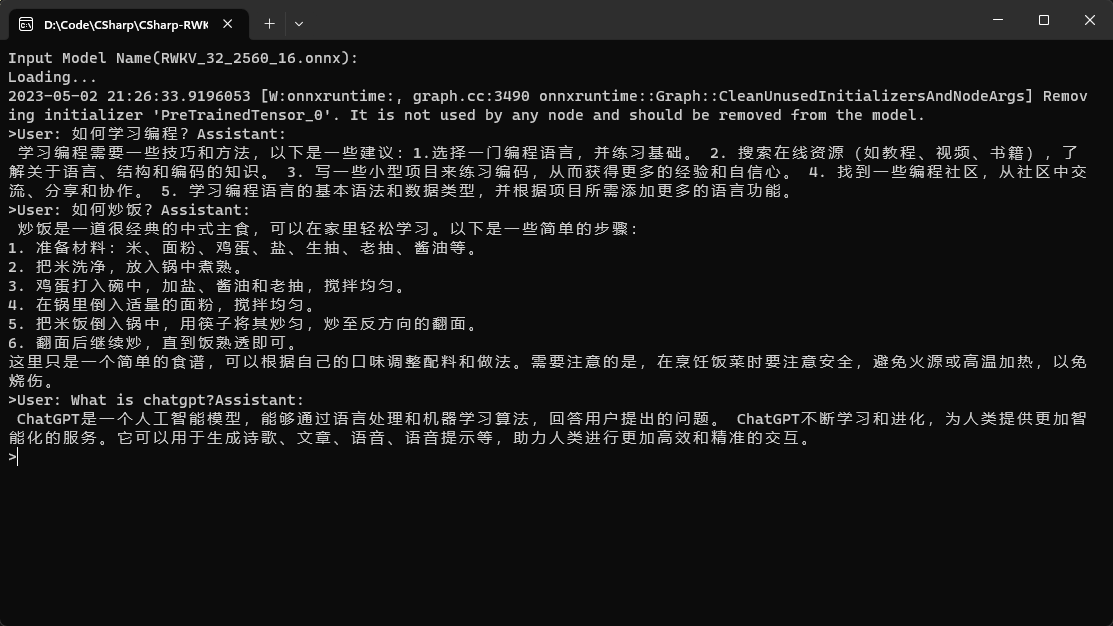 D:\Code\CSharp\CSharp-RWK
Input Model Name(RWKV_32_2560_16.onnx):
Loading...
2023-05-02 21:26:33.9196053 [W:onnxruntime:, graph.cc:3490 onnxruntime::Graph::CleanUnusedInitializersAndNodeArgs] Remov
ing initializer 'PreTrainedTensor_0'. It is not used by any node and should be removed from the model.
>User: 如何学习编程？Assistant:
学习编程需要一些技巧和方法，以下是一些建议：1.选择一门编程语言，并练习基础。 2. 搜索在线资源（如教程、视频、书籍），了
解关于语言、结构和编码的知识。 3. 写一些小型项目来练习编码，从而获得更多的经验和自信心。 4. 找到一些编程社区，从社区中交
流、分享和协作。 5. 学习编程语言的基本语法和数据类型，并根据项目所需添加更多的语言功能。
>User: 如何炒饭？Assistant:
炒饭是一道很经典的中式主食，可以在家里轻松学习。以下是一些简单的步骤：
1. 准备材料：米、面粉、鸡蛋、盐、生抽、老抽、酱油等。
2. 把米洗净，放入锅中煮熟。
3. 鸡蛋打入碗中，加盐、酱油和老抽，搅拌均匀。
4. 在锅里倒入适量的面粉，搅拌均匀。
5. 把米饭倒入锅中，用筷子将其炒匀，炒至反方向的翻面。
6. 翻面后继续炒，直到饭熟透即可。
这里只是一个简单的食谱，可以根据自己的口味调整配料和做法。需要注意的是，在烹饪饭菜时要注意安全，避免火源或高温加热，以免
烧伤。
>User: What is chatgpt?Assistant:
ChatGPT是一个人工智能模型，能够通过语言处理和机器学习算法，回答用户提出的问题。 ChatGPT不断学习和进化，为人类提供更加智
能化的服务。它可以用于生成诗歌、文章、语音、语音提示等，助力人类进行更加高效和精准的交互。
>